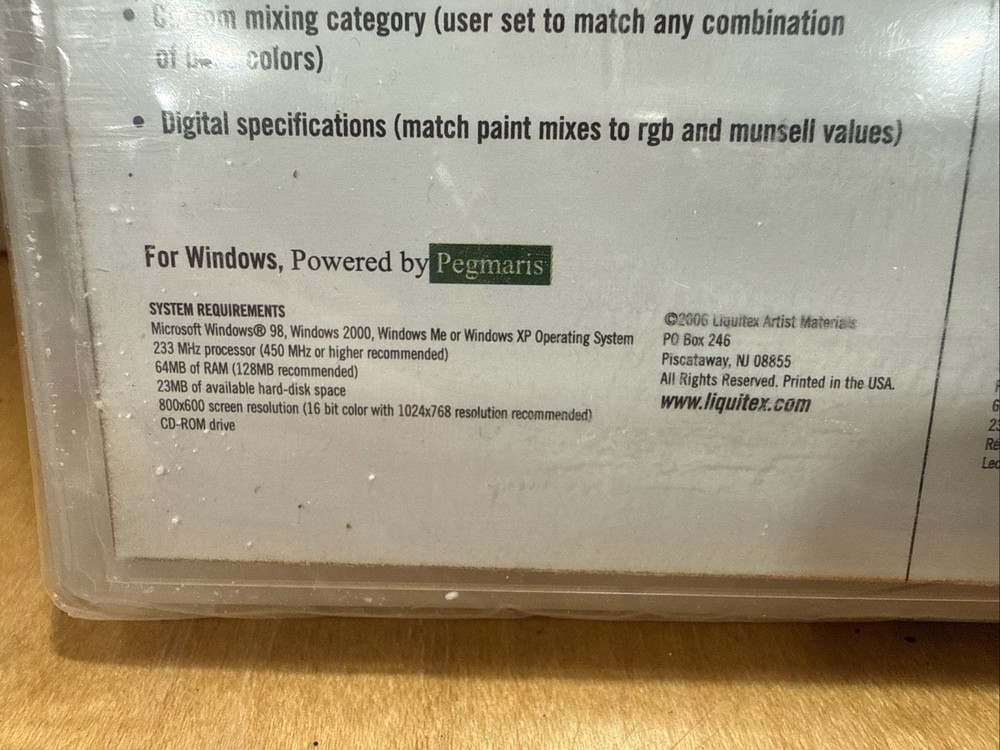 mixing category (user set to match any combination
of colors)
• Digital specifications (match paint mixes to rgb and munsell values)
For Windows, Powered by Pegmaris
SYSTEM REQUIREMENTS
Microsoft Windows® 98, Windows 2000, Windows Me or Windows XP Operating System
233 MHz processor (450 MHz or higher recommended)
64MB of RAM (128MB recommended)
23MB of available hard-disk space
800x600 screen resolution (16 bit color with 1024x768 resolution recommended)
CD-ROM drive
©2006 Liquitex Artist Materials
PO Box 246
Piscataway, NJ 08855
All Rights Reserved. Printed in the USA.
www.liquitex.com